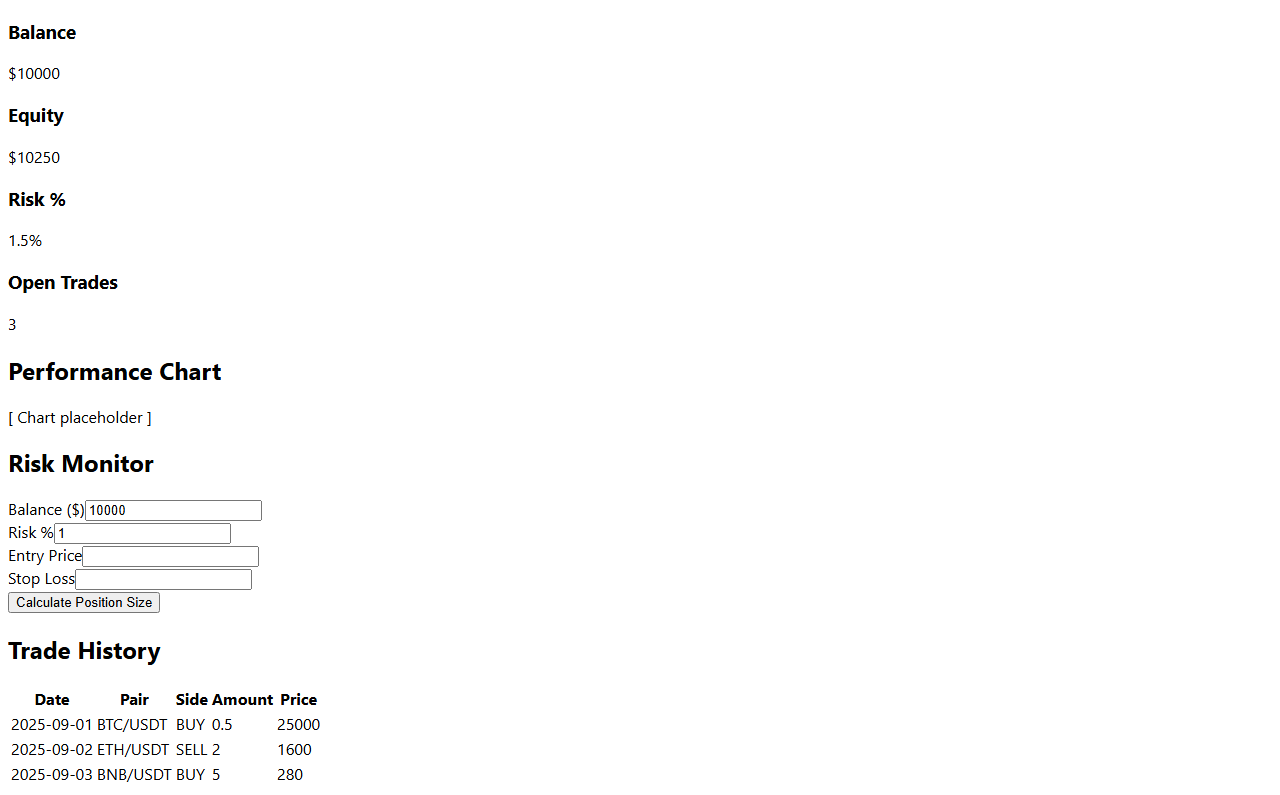 Balance
$10000
Equity
$10250
Risk %
1.5%
Open Trades
3
Performance Chart
[ Chart placeholder ]
Risk Monitor
Balance ($) 10000
Risk % 1
Entry Price
Stop Loss
Calculate Position Size
Trade History
Date Pair Side Amount Price
2025-09-01 BTC/USDT BUY 0.5 25000
2025-09-02 ETH/USDT SELL 2 1600
2025-09-03 BNB/USDT BUY 5 280